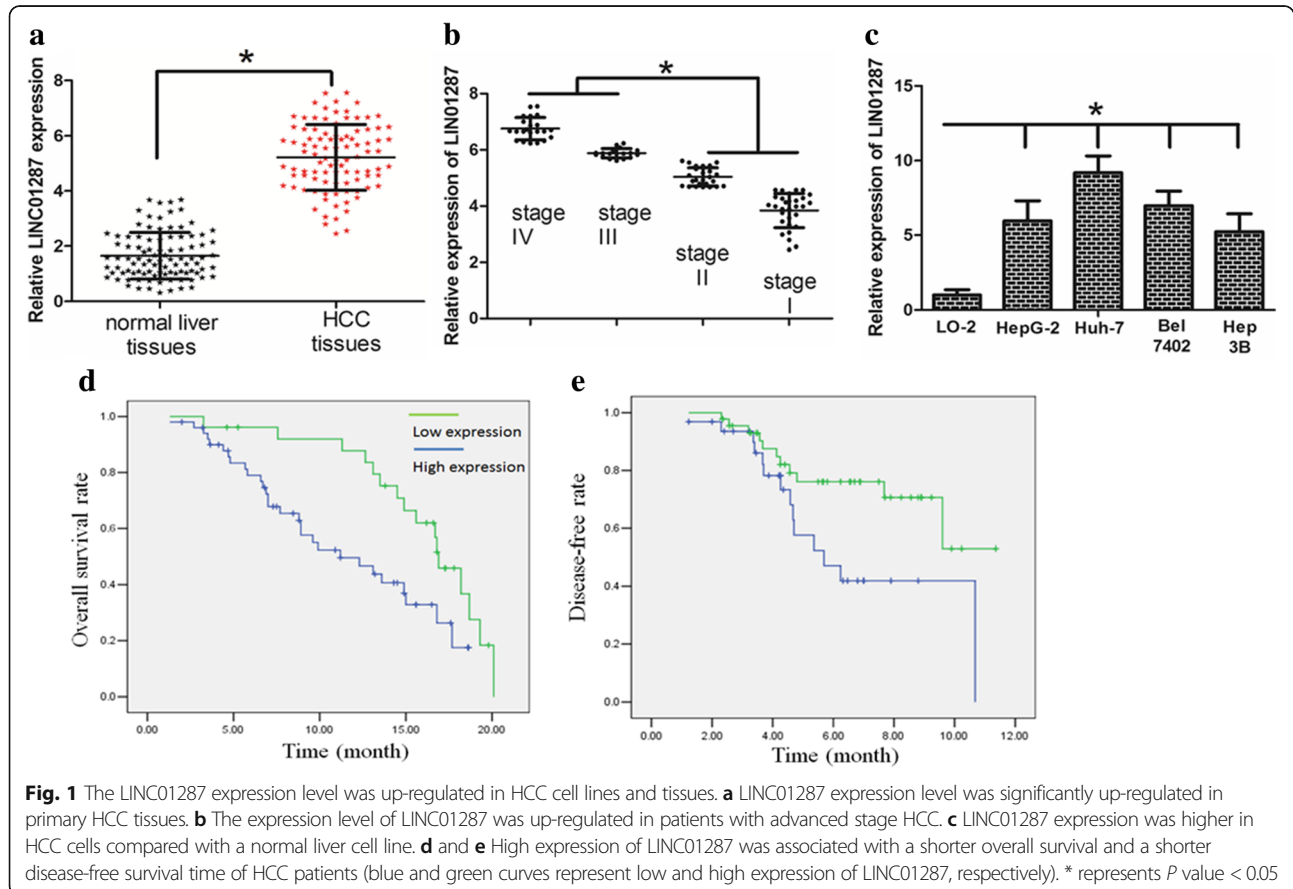 a
*
Relative LINC01287 expression
8
6
4
2
0
normal liver
tissues
HCC
tissues
b
*
Relative expression of LIN01287
8
6
4
2
0
stage
IV
stage
III
stage
II
stage
I
c
*
Relative expression of LIN01287
15
10
5
0
LO-2
HepG-2
Huh-7
Bel
7402
Hep
3B
d
Overall survival rate
1.0
0.8
0.6
0.4
0.2
0.0
Low expression
High expression
0.00 5.00 10.00 15.00 20.00
Time (month)
e
Disease-free rate
1.0
0.8
0.6
0.4
0.2
0.0
0.00 2.00 4.00 6.00 8.00 10.00 12.00
Time (month)
Fig. 1 The LINC01287 expression level was up-regulated in HCC cell lines and tissues. a LINC01287 expression level was significantly up-regulated in
primary HCC tissues. b The expression level of LINC01287 was up-regulated in patients with advanced stage HCC. c LINC01287 expression was higher in
HCC cells compared with a normal liver cell line. d and e High expression of LINC01287 was associated with a shorter overall survival and a shorter
disease-free survival time of HCC patients (blue and green curves represent low and high expression of LINC01287, respectively). * represents P value < 0.05